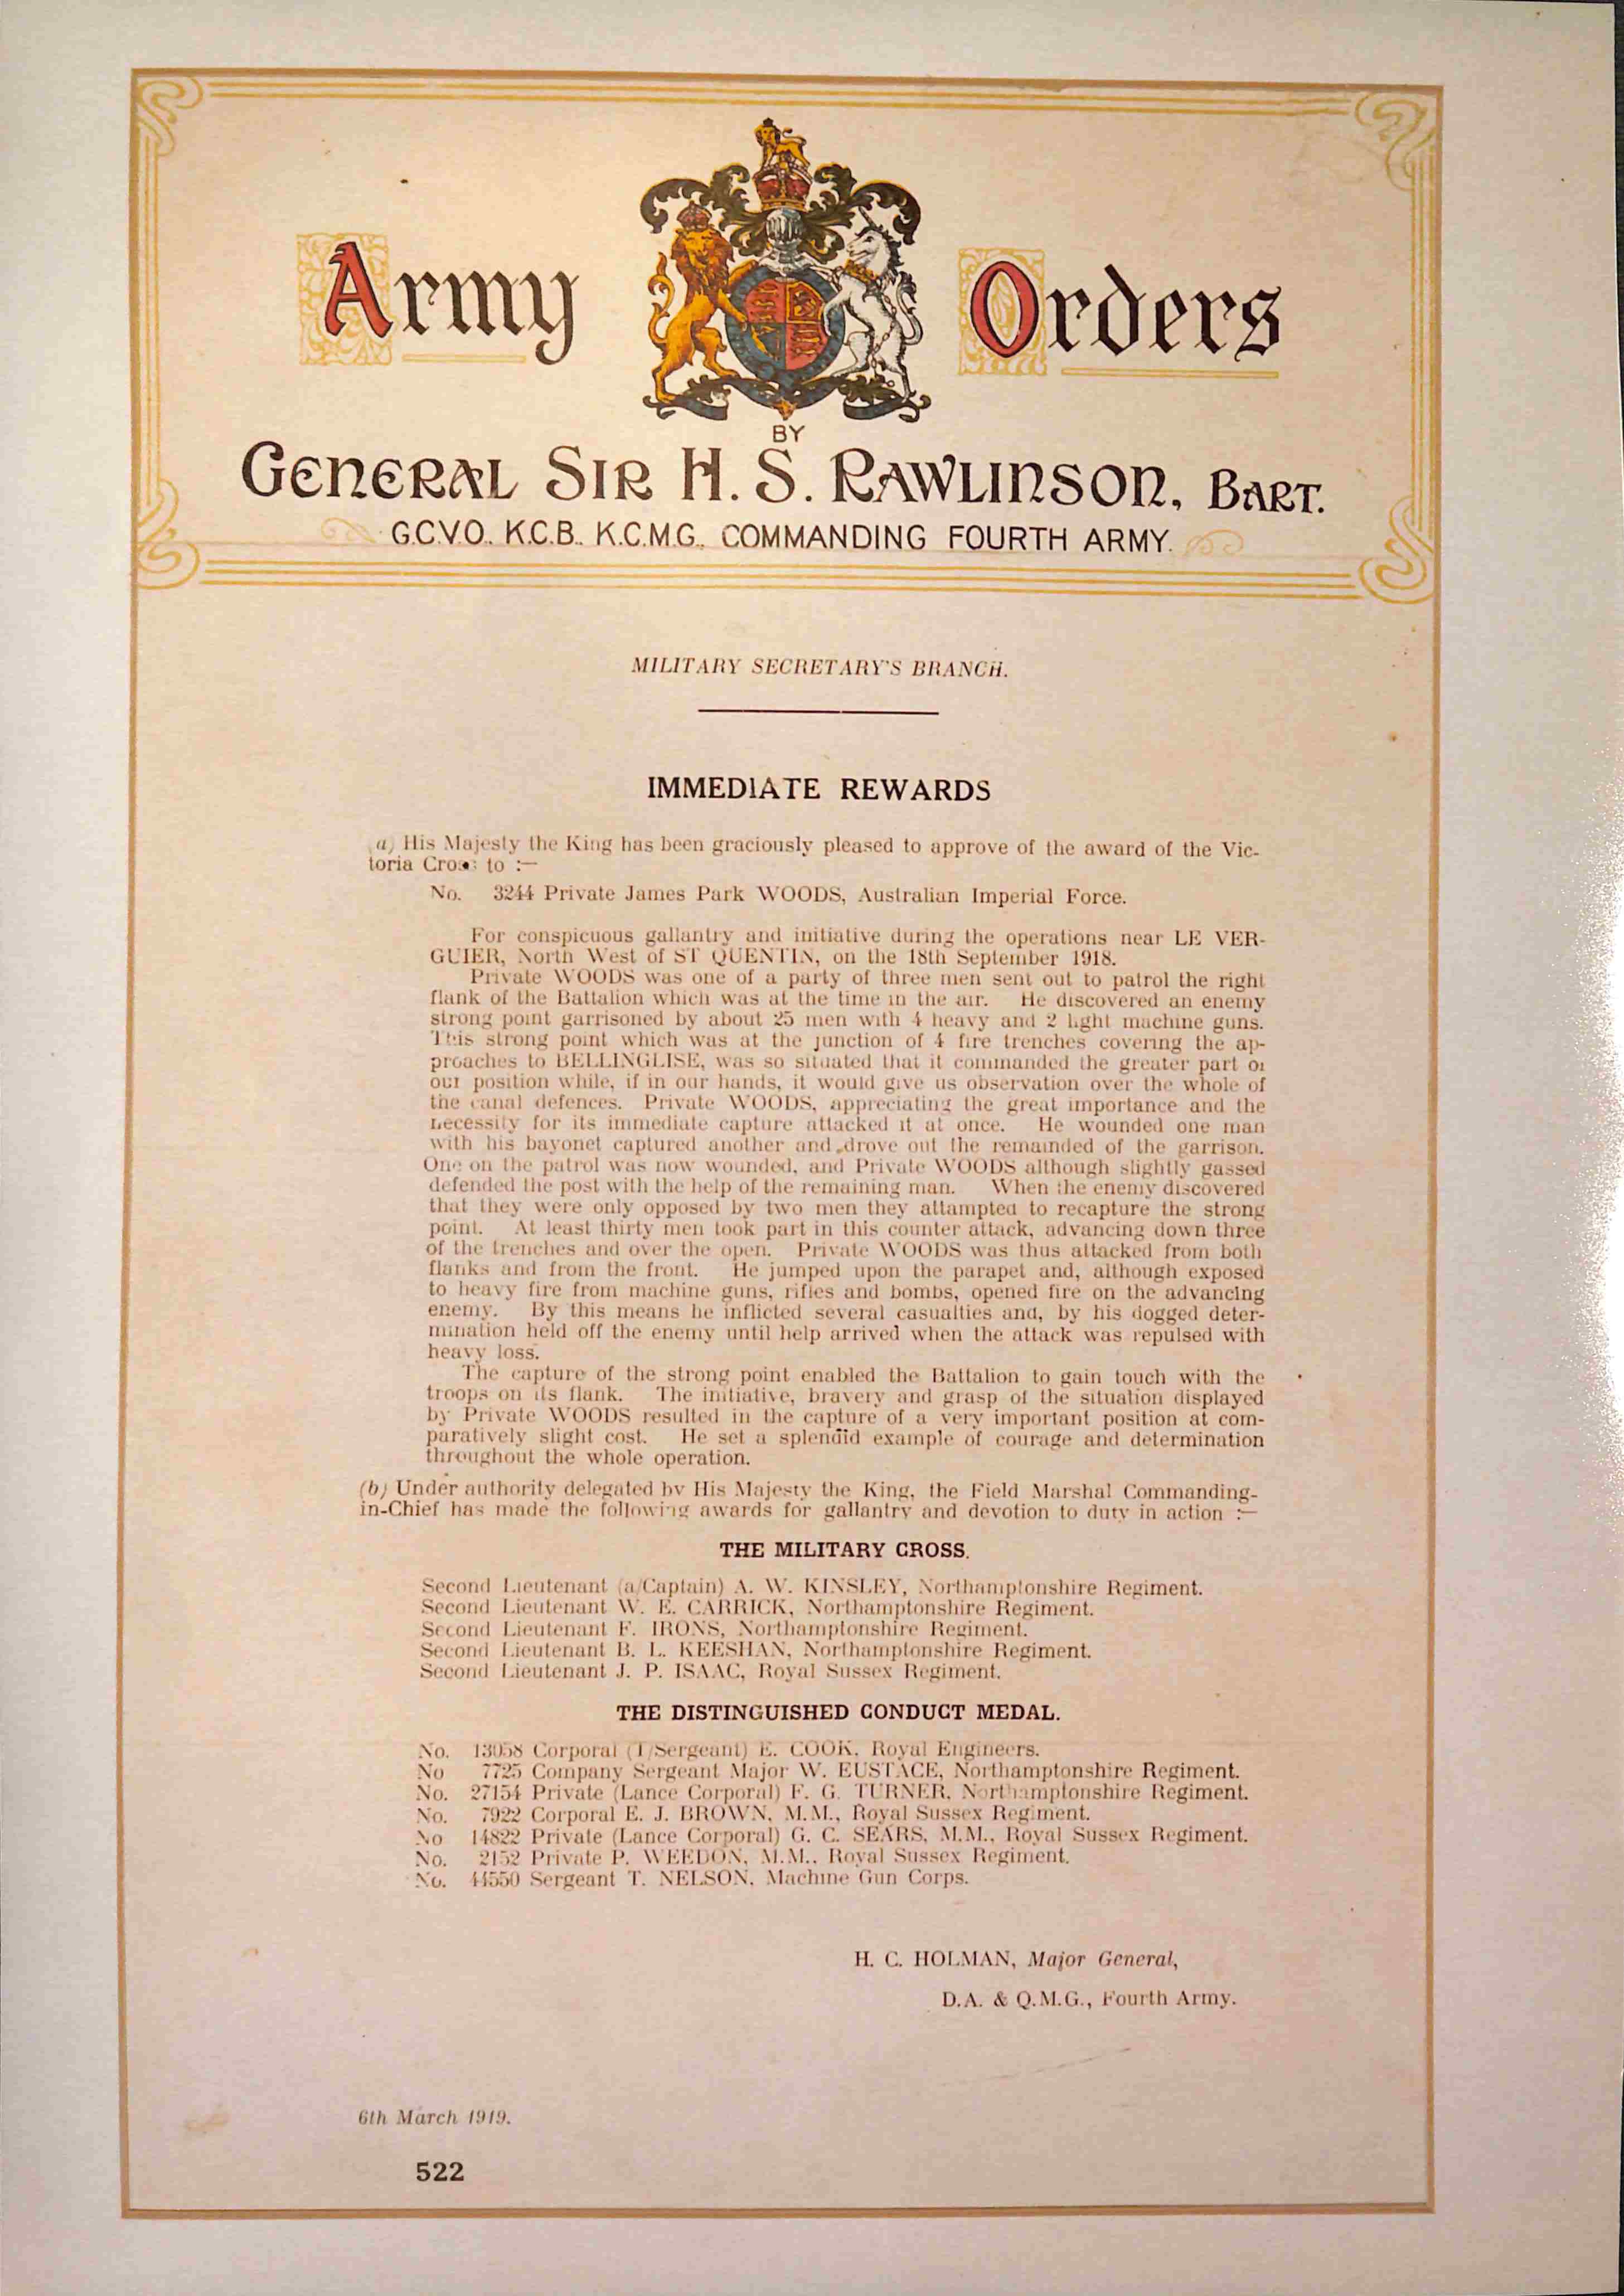 Army Orders
BY
GENERAL SIR H. S. RAWLINSON, BART.
G.C.V.O., K.C.B., K.C.M.G., COMMANDING FOURTH ARMY.
MILITARY SECRETARY'S BRANCH.
IMMEDIATE REWARDS
(a) His Majesty the King has been graciously pleased to approve of the award of the Vic-
toria Cross to :—
No. 3244 Private James Park WOODS, Australian Imperial Force.
For conspicuous gallantry and initiative during the operations near LE VER-
GUIER, North West of ST QUENTIN, on the 18th September 1918.
Private WOODS was one of a party of three men sent out to patrol the right
flank of the Battalion which was at the time in the air. He discovered an enemy
strong point garrisoned by about 25 men with 4 heavy and 2 light machine guns.
This strong point which was at the junction of 4 fire trenches covering the ap-
proaches to BELLINGLISE, was so situated that it commanded the greater part of
our position while, if in our hands, it would give us observation over the whole of
the canal defences. Private WOODS, appreciating the great importance and the
necessity for its immediate capture attacked it at once. He wounded one man
with his bayonet captured another and drove out the remainded of the garrison.
One on the patrol was now wounded, and Private WOODS although slightly gassed
defended the post with the help of the remaining man. When the enemy discovered
that they were only opposed by two men they attampted to recapture the strong
point. At least thirty men took part in this counter attack, advancing down three
of the trenches and over the open. Private WOODS was thus attacked from both
flanks and from the front. He jumped upon the parapet and, although exposed
to heavy fire from machine guns, rifles and bombs, opened fire on the advancing
enemy. By this means he inflicted several casualties and, by his dogged deter-
mination held off the enemy until help arrived when the attack was repulsed with
heavy loss.
The capture of the strong point enabled the Battalion to gain touch with the
troops on its flank. The initiative, bravery and grasp of the situation displayed
by Private WOODS resulted in the capture of a very important position at com-
paratively slight cost. He set a splendid example of courage and determination
throughout the whole operation.
(b) Under authority delegated by His Majesty the King, the Field Marshal Commanding-
in-Chief has made the following awards for gallantry and devotion to duty in action :—
THE MILITARY CROSS.
Second Lieutenant (a/Captain) A. W. KINSLEY, Northamptonshire Regiment.
Second Lieutenant W. E. CARRICK, Northamptonshire Regiment.
Second Lieutenant F. IRONS, Northamptonshire Regiment.
Second Lieutenant B. L. KEESHAN, Northamptonshire Regiment.
Second Lieutenant J. P. ISAAC, Royal Sussex Regiment.
THE DISTINGUISHED CONDUCT MEDAL.
No. 13058 Corporal (T/Sergeant) E. COOK, Royal Engineers.
No 7725 Company Sergeant Major W. EUSTACE, Northamptonshire Regiment.
No. 27154 Private (Lance Corporal) F. G. TURNER, Northamptonshire Regiment.
No. 7922 Corporal E. J. BROWN, M.M., Royal Sussex Regiment.
No 14822 Private (Lance Corporal) G. C. SEARS, M.M., Royal Sussex Regiment.
No. 2152 Private P. WEEDON, M.M., Royal Sussex Regiment.
No. 44550 Sergeant T. NELSON, Machine Gun Corps.
H. C. HOLMAN, Major General,
D.A. & Q.M.G., Fourth Army.
6th March 1919.
522